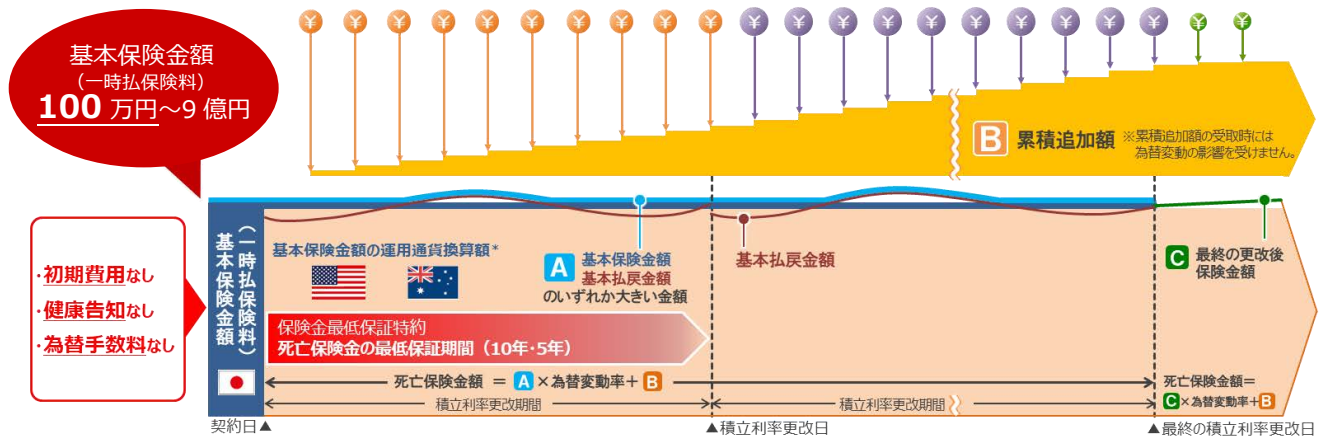 ¥ ¥ ¥ ¥ ¥ ¥ ¥ ¥ ¥ ¥ ¥ ¥ ¥ ¥ ¥ ¥ ¥ ¥ ¥ ¥ ¥ ¥
基本保険金額
（一時払保険料）
100 万円～9 億円
B 累積追加額 ※累積追加額の受取時には
為替変動の影響を受けません。
・初期費用なし
・健康告知なし
・為替手数料なし
基本保険金額
（一時払保険料）
基本保険金額の運用通貨換算額*
A 基本保険金額
基本払戻金額
のいずれか大きい金額
基本払戻金額
C 最終の更改後
保険金額
保険金最低保証特約
死亡保険金の最低保証期間（10年・5年）
死亡保険金額 ＝ A×為替変動率＋ B
死亡保険金額＝
C×為替変動率＋B
積立利率更改期間
積立利率更改期間
契約日▲
▲積立利率更改日
▲最終の積立利率更改日